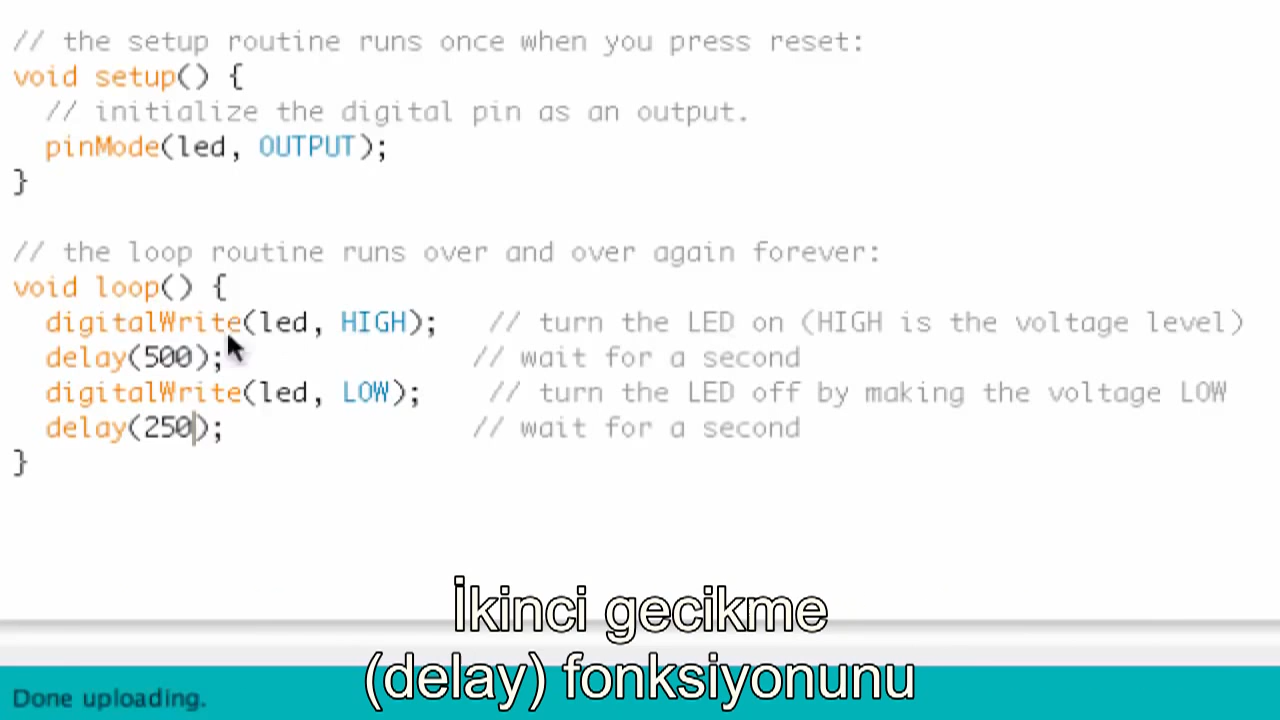 // the setup routine runs once when you press reset:
void setup() {
  // initialize the digital pin as an output.
  pinMode(led, OUTPUT);
}
// the loop routine runs over and over again forever:
void loop() {
  digitalWrite(led, HIGH);   // turn the LED on (HIGH is the voltage level)
  delay(500);               // wait for a second
  digitalWrite(led, LOW);    // turn the LED off by making the voltage LOW
  delay(250);               // wait for a second
}
İkinci gecikme
(delay) fonksiyonunu
Done uploading.